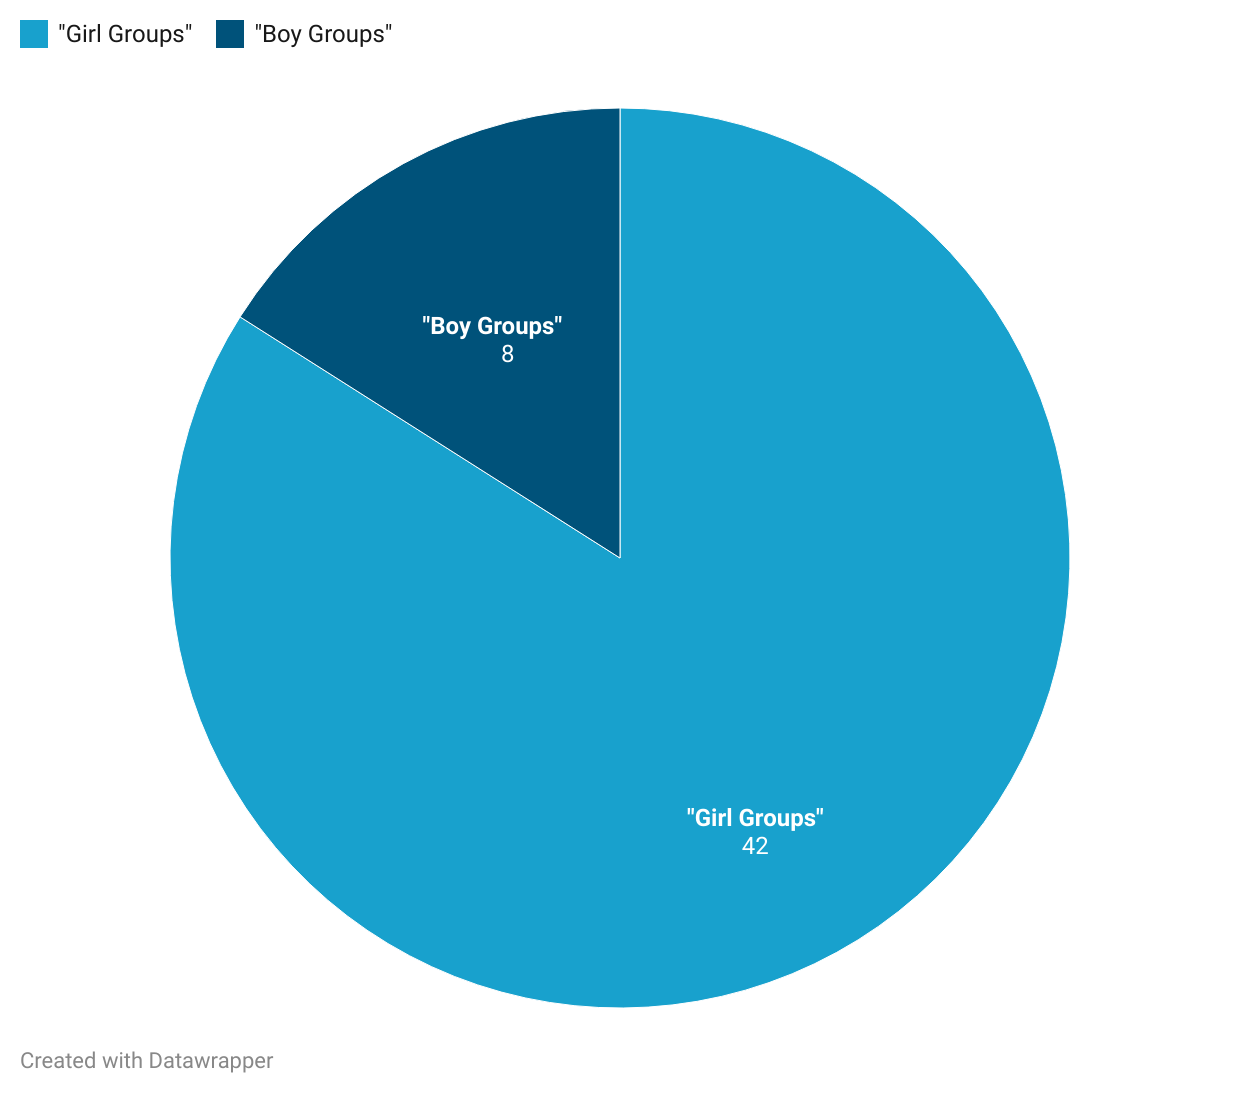 "Girl Groups" "Boy Groups"
"Boy Groups"
8
"Girl Groups"
42
Created with Datawrapper